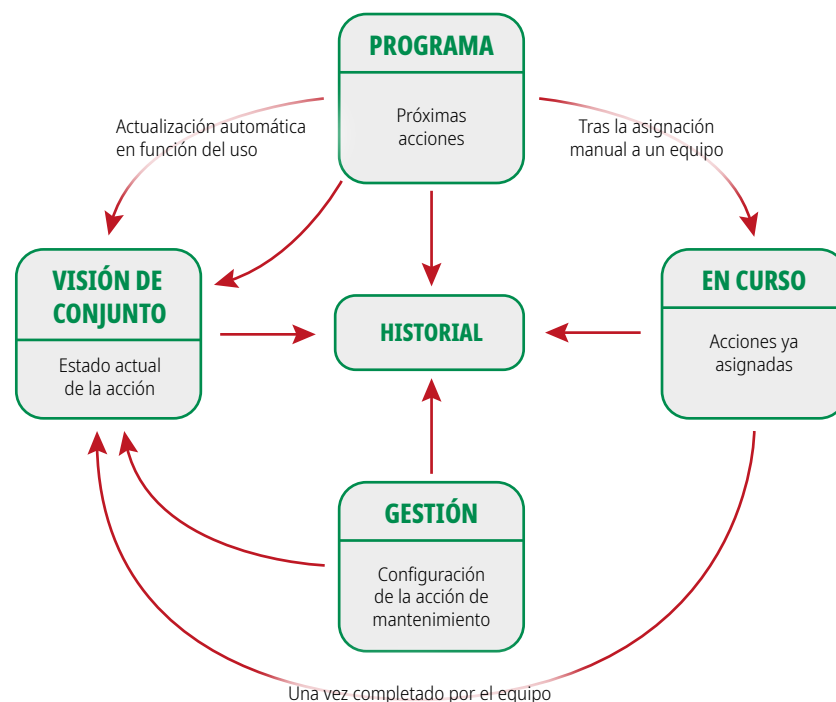 PROGRAMA
Próximas
acciones
Actualización automática
en función del uso
Tras la asignación
manual a un equipo
VISIÓN DE
CONJUNTO
Estado actual
de la acción
HISTORIAL
EN CURSO
Acciones ya
asignadas
GESTIÓN
Configuración
de la acción de
mantenimiento
Una vez completado por el equipo